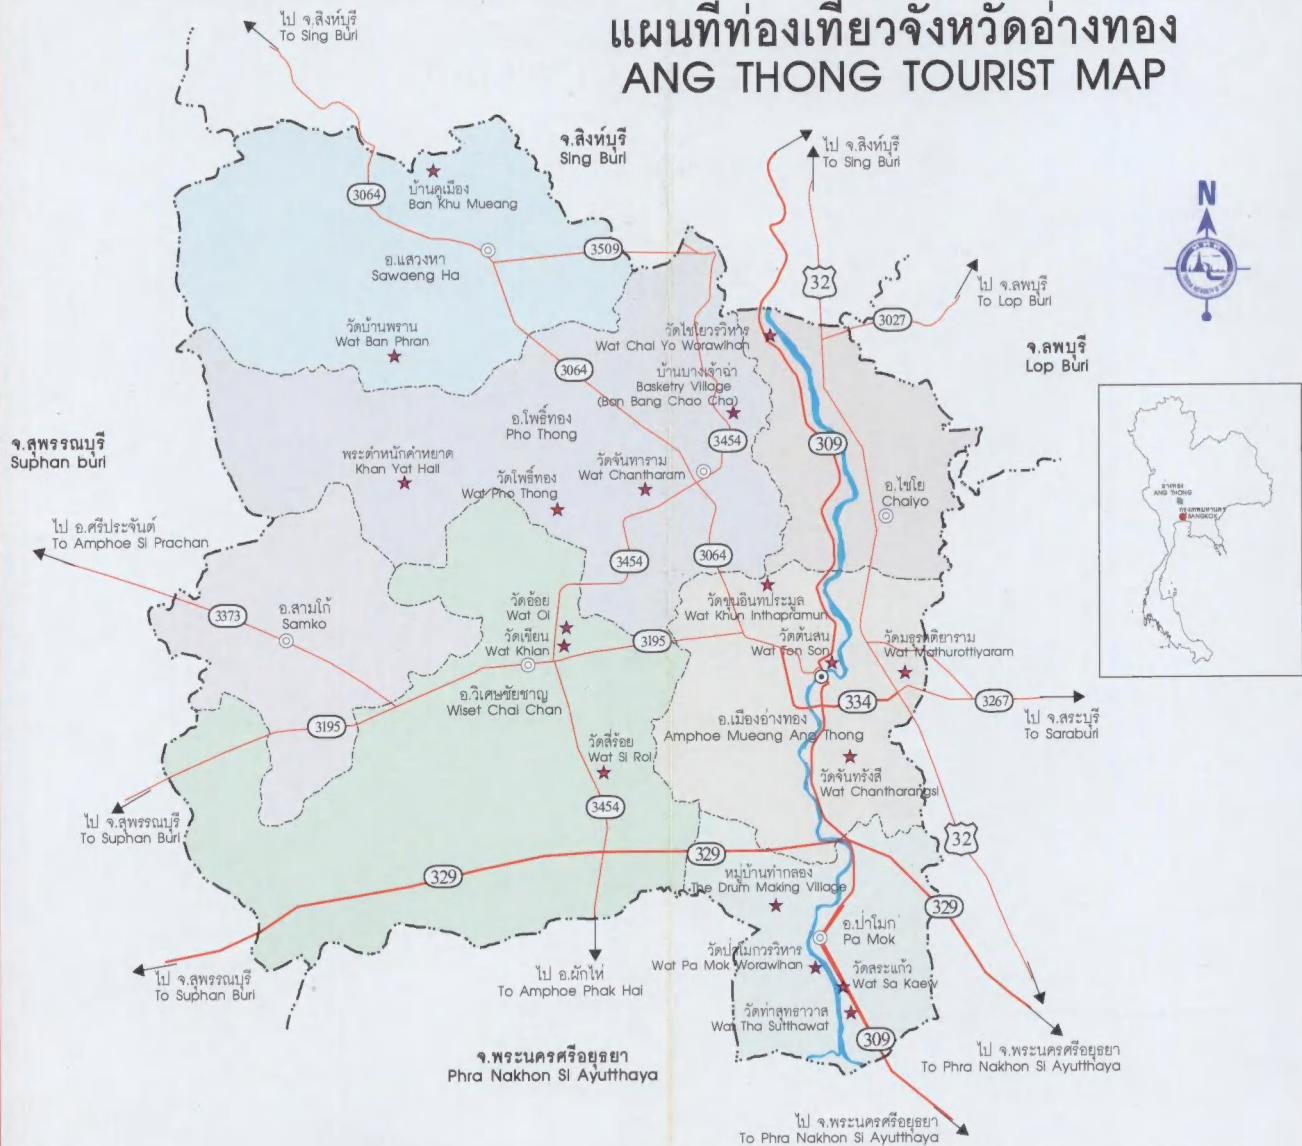 แผนที่ท่องเที่ยวจังหวัดอ่างทอง
ANG THONG TOURIST MAP
ไป จ.สิงห์บุรี
To Sing Buri
จ.สิงห์บุรี
Sing Buri
ไป จ.สิงห์บุรี
To Sing Buri
N
3064
บ้านคูเมือง
Ban Khu Mueang
3509
อ.แสวงหา
Sawaeng Ha
32
ไป จ.ลพบุรี
To Lop Buri
3027
จ.ลพบุรี
Lop Buri
วัดบ้านพราน
Wat Ban Phran
วัดไชโยวรวิหาร
Wat Chai Yo Worawihan
3064
บ้านบางเจ้าฉ่า
Basketry Village
(Ban Bang Chao Cha)
อ.โพธิ์ทอง
Pho Thong
3454
309
จ.สุพรรณบุรี
Suphan buri
พระตำหนักคำหยาด
Khan Yat Hall
วัดจันทาราม
Wat Chantharam
วัดโพธิ์ทอง
Wat Pho Thong
อ.ไชโย
Chaiyo
อ่างทอง
ANG THONG
กรุงเทพมหานคร
BANGKOK
ไป อ.ศรีประจันต์
To Amphoe Si Prachan
3454
3064
3373
อ.สามโก้
Samko
วัดอ้อย
Wat Oi
วัดเขียน
Wat Khian
วัดขุนอินทประมูล
Wat Khun Inthapramun
3195
วัดต้นสน
Wat Ton Son
วัดมธุรสติยาราม
Wat Mathurottiyaram
อ.วิเศษชัยชาญ
Wiset Chai Chan
334
3267
ไป จ.สระบุรี
To Saraburi
3195
อ.เมืองอ่างทอง
Amphoe Mueang Ang Thong
วัดสี่ร้อย
Wat Si Roi
วัดจันทรังสี
Wat Chantharangsi
3454
ไป จ.สุพรรณบุรี
To Suphan Buri
32
329
329
หมู่บ้านทำกลอง
The Drum Making Village
329
อ.ป่าโมก
Pa Mok
วัดป่าโมกวรวิหาร
Wat Pa Mok Worawihan
วัดสระแก้ว
Wat Sa Kaew
ไป จ.สุพรรณบุรี
To Suphan Buri
ไป อ.ผักไห่
To Amphoe Phak Hai
วัดท่าสุทธาวาส
Wat Tha Sutthawat
309
จ.พระนครศรีอยุธยา
Phra Nakhon Si Ayutthaya
ไป จ.พระนครศรีอยุธยา
To Phra Nakhon Si Ayutthaya
ไป จ.พระนครศรีอยุธยา
To Phra Nakhon Si Ayutthaya